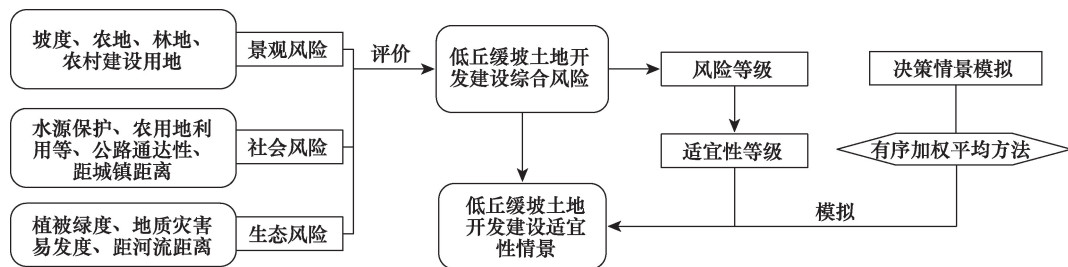 坡度、农地、林地、
农村建设用地
景观风险
水源保护、农用地利
用等、公路通达性、
距城镇距离
社会风险
植被绿度、地质灾害
易发度、距河流距离
生态风险
评价
低丘缓坡土地开
发建设综合风险
风险等级
适宜性等级
决策情景模拟
有序加权平均方法
模拟
低丘缓坡土地
开发建设适宜
性情景